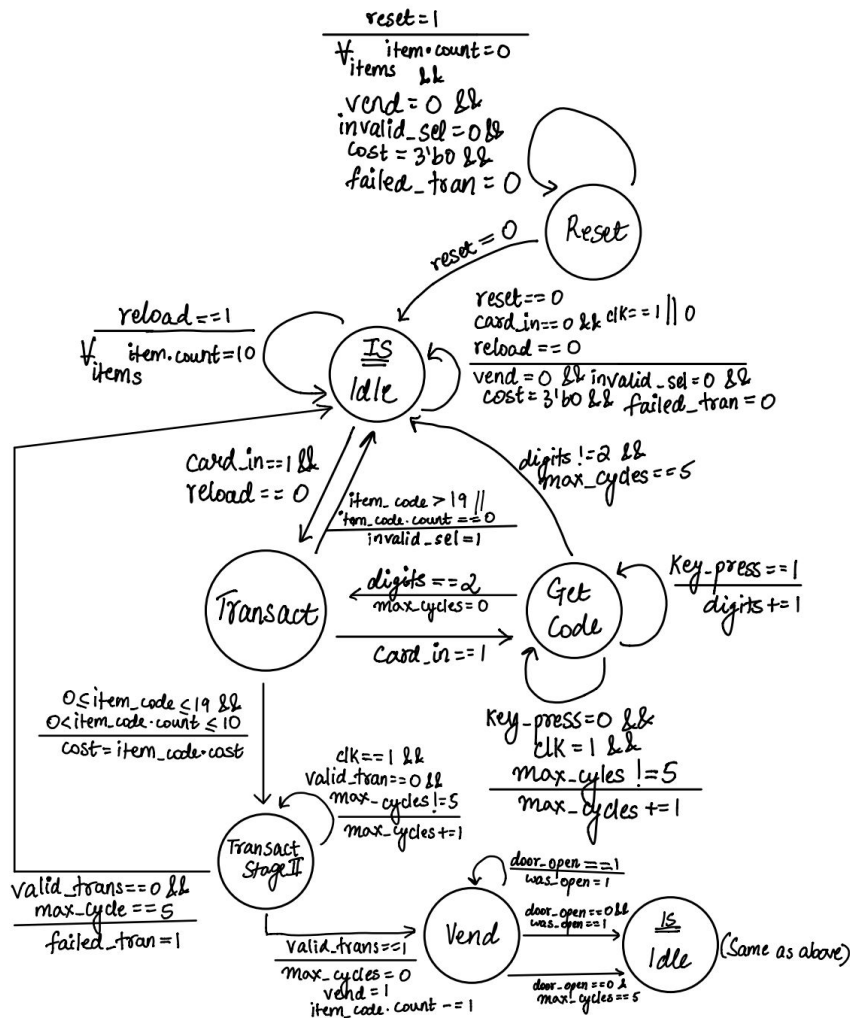 reset=1
∀items item.count=0
&&
vend=0 &&
invalid_sel=0&&
cost=3'b0 &&
failed_tran=0
Reset
reset=0
reload==1
∀items item.count=10
IS
Idle
reset==0
card_in==0 && clk==1 || 0
reload==0
vend=0 && invalid_sel=0 &&
cost=3'b0 && failed_tran=0
card_in==1 &&
reload==0
item_code>19 ||
item_code.count==0
invalid_sel=1
digits!=2 &&
max_cycles==5
Transact
digits==2
max_cycles=0
Card_in==1
Get
Code
Key_press==1
digits+=1
Key_press=0 &&
clk=1 &&
max_cyles!=5
max_cycles+=1
0≤item_code≤19 &&
0<item_code.count≤10
cost=item_code.cost
clk==1 &&
valid_tran==0 &&
max_cycles!=5
max_cycles+=1
Transact
Stage II
valid_trans==0 &&
max_cycle==5
failed_tran=1
valid_trans==1
max_cycles=0
vend=1
item_code.count-=1
door_open==1
was_open=1
Vend
door_open==0&&
was_open==1
door_open==0 &
max_cycles==5
IS
Idle
(Same as above)